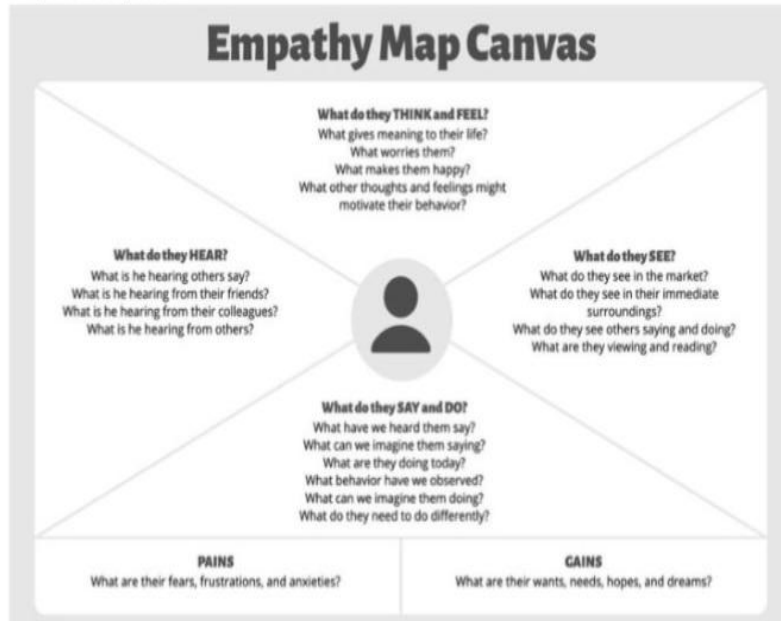 Empathy Map Canvas
What do they THINK and FEEL?
What gives meaning to their life?
What worries them?
What makes them happy?
What other thoughts and feelings might
motivate their behavior?
What do they HEAR?
What is he hearing others say?
What is he hearing from their friends?
What is he hearing from their colleagues?
What is he hearing from others?
What do they SEE?
What do they see in the market?
What do they see in their immediate
surroundings?
What do they see others saying and doing?
What are they viewing and reading?
What do they SAY and DO?
What have we heard them say?
What can we imagine them saying?
What are they doing today?
What behavior have we observed?
What can we imagine them doing?
What do they need to do differently?
PAINS
What are their fears, frustrations, and anxieties?
GAINS
What are their wants, needs, hopes, and dreams?